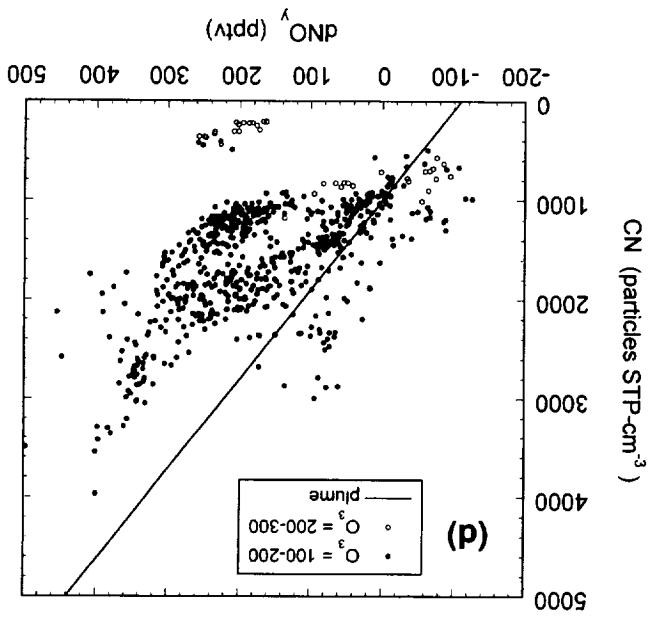 5000
4000
3000
2000
1000
0
CN (particles STP-cm⁻³)
(d)
• O₃ = 100-200
○ O₃ = 200-300
plume
-200 -100 0 100 200 300 400 500
dNOy (pptv)